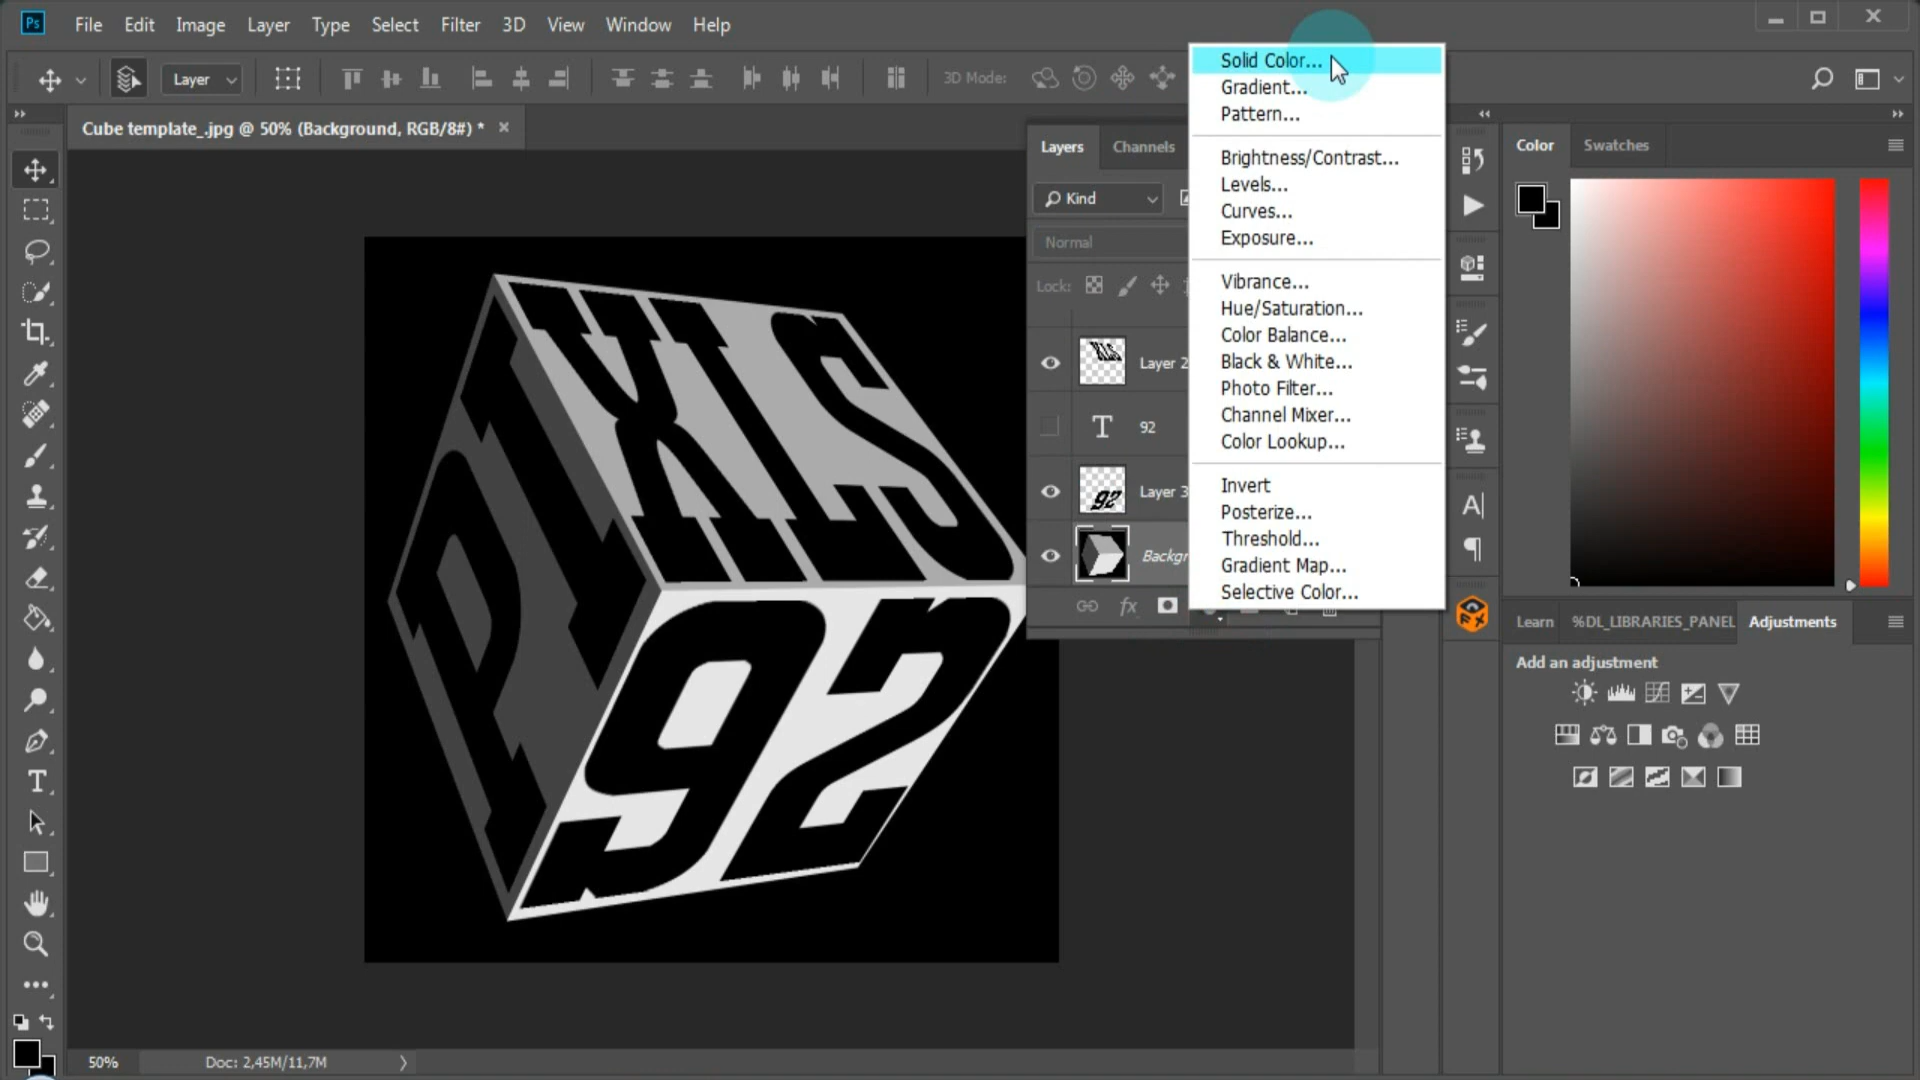 Ps
File Edit Image Layer Type Select Filter 3D View Window Help
Layer
3D Mode:
Cube template_.jpg @ 50% (Background, RGB/8#) *
Layers Channels
Kind
Normal
Lock:
Layer 2
T 92
Layer 3
Backgr
fx
Solid Color...
Gradient...
Pattern...
Brightness/Contrast...
Levels...
Curves...
Exposure...
Vibrance...
Hue/Saturation...
Color Balance...
Black & White...
Photo Filter...
Channel Mixer...
Color Lookup...
Invert
Posterize...
Threshold...
Gradient Map...
Selective Color...
Color Swatches
Learn %DL_LIBRARIES_PANEL Adjustments
Add an adjustment
PI
XLS
92
50% Doc: 2,45M/11,7M